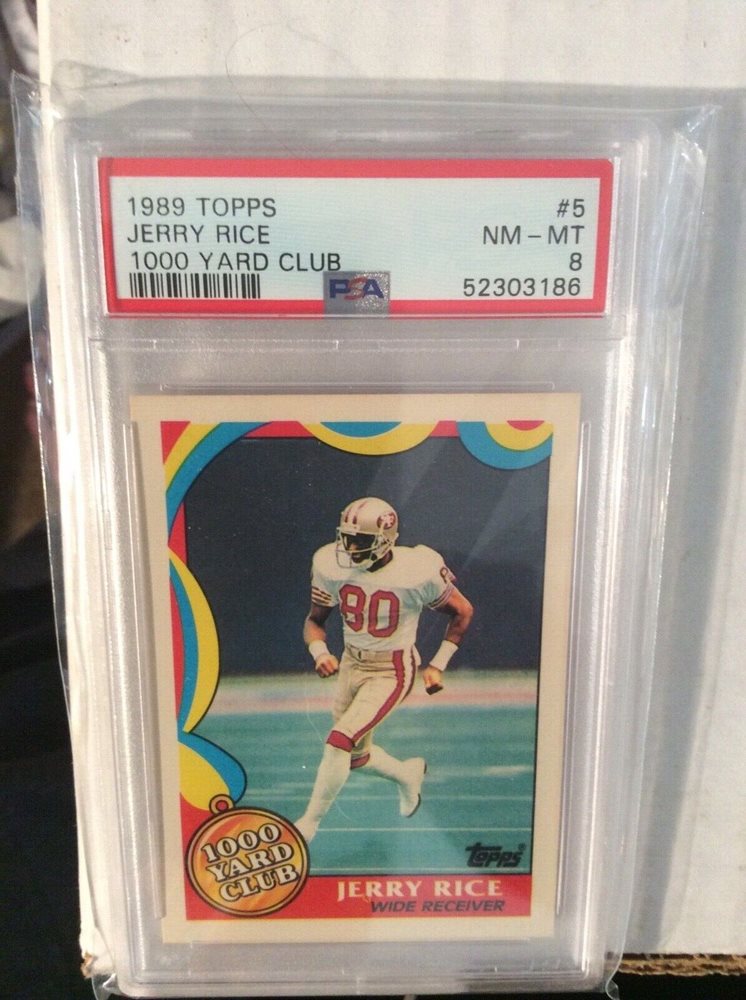 1989 TOPPS #5
JERRY RICE NM-MT
1000 YARD CLUB 8
PSA 52303186
80
80
1000
YARD
CLUB
topps®
JERRY RICE
WIDE RECEIVER